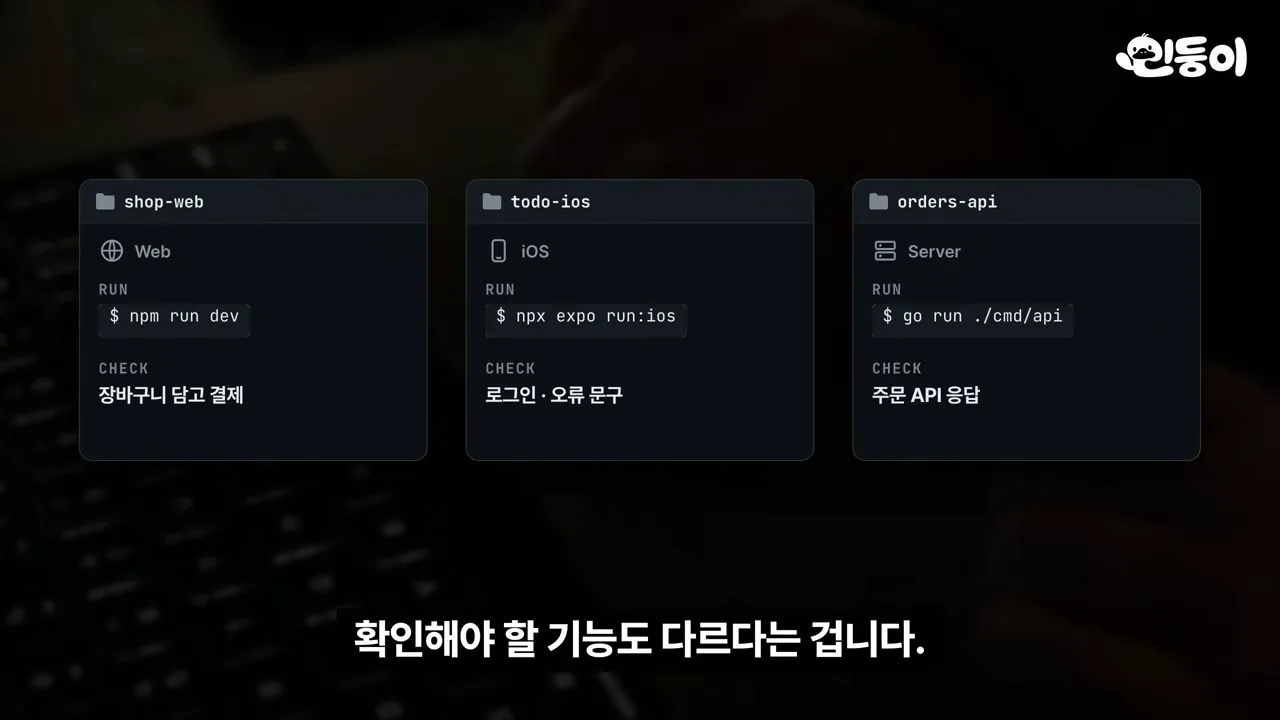 인둥이
shop-web
Web
RUN
$ npm run dev
CHECK
장바구니 담고 결제
todo-ios
iOS
RUN
$ npx expo run:ios
CHECK
로그인 · 오류 문구
orders-api
Server
RUN
$ go run ./cmd/api
CHECK
주문 API 응답
확인해야 할 기능도 다르다는 겁니다.